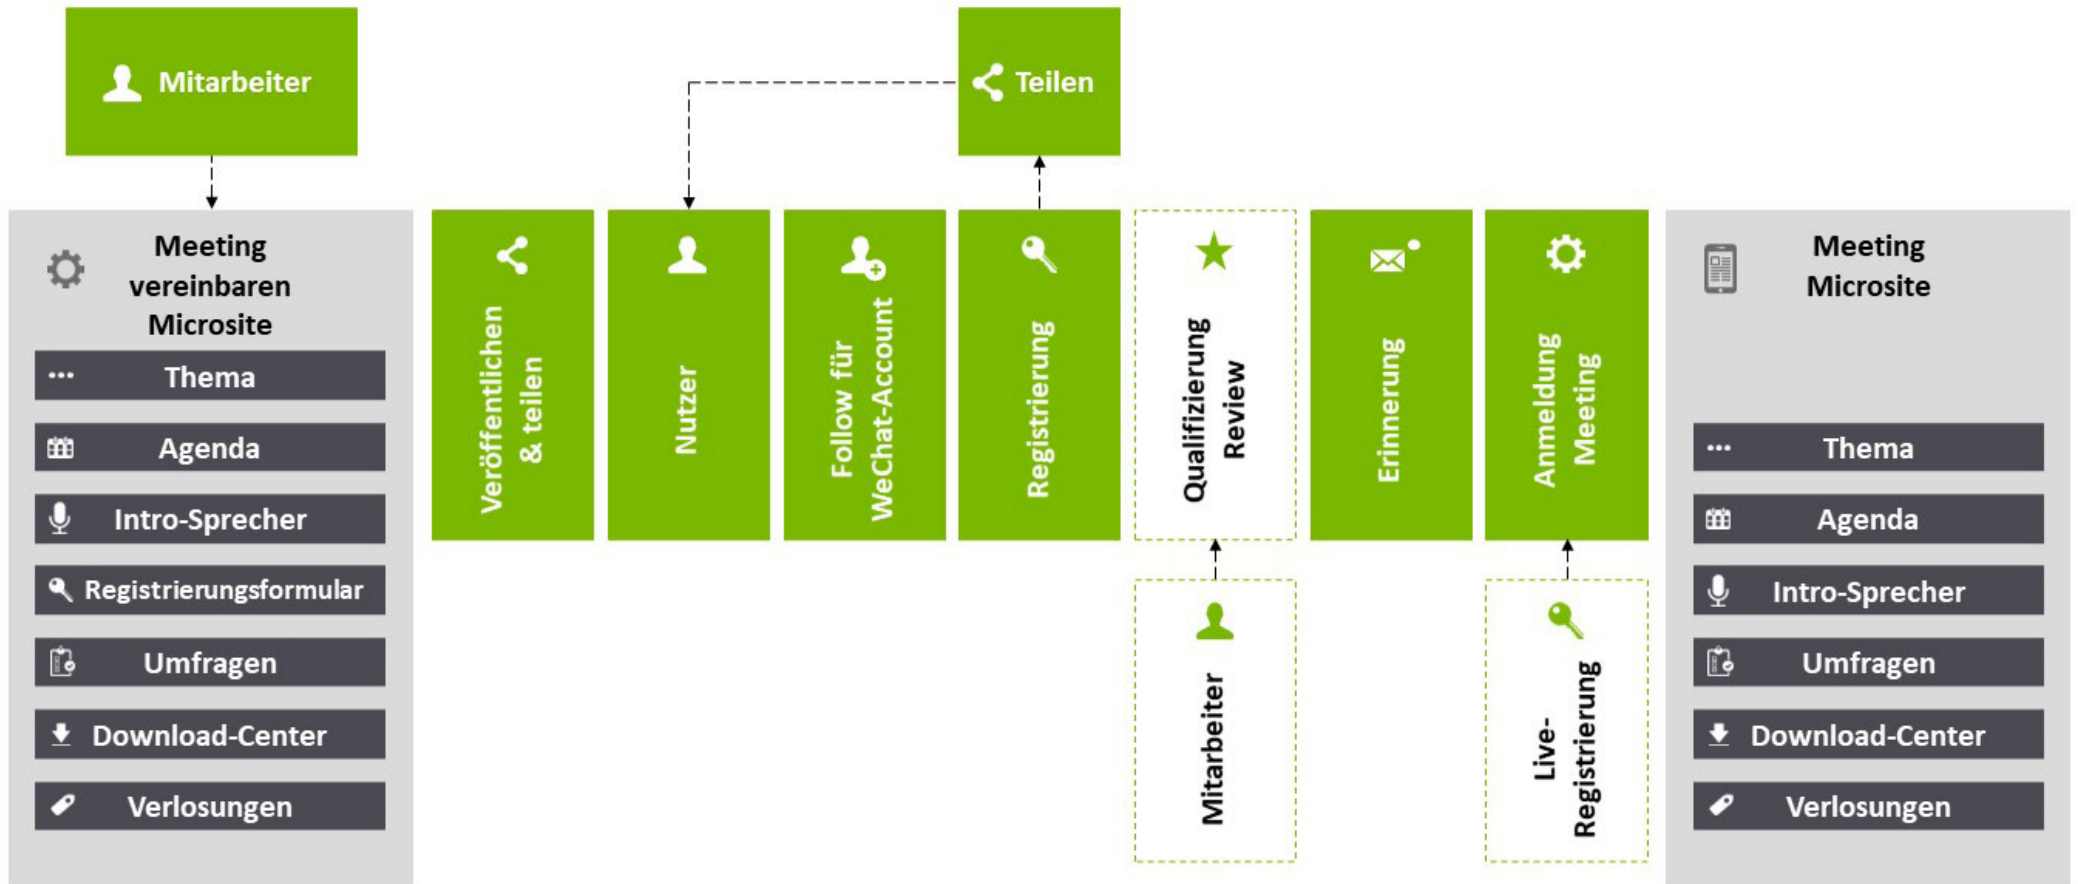 Mitarbeiter
Teilen
Meeting
vereinbaren
Microsite
Thema
Agenda
Intro-Sprecher
Registrierungsformular
Umfragen
Download-Center
Verlosungen
Veröffentlichen
& teilen
Nutzer
Follow für
WeChat-Account
Registrierung
Qualifizierung
Review
Mitarbeiter
Erinnerung
Anmeldung
Meeting
Live-
Registrierung
Meeting
Microsite
Thema
Agenda
Intro-Sprecher
Umfragen
Download-Center
Verlosungen